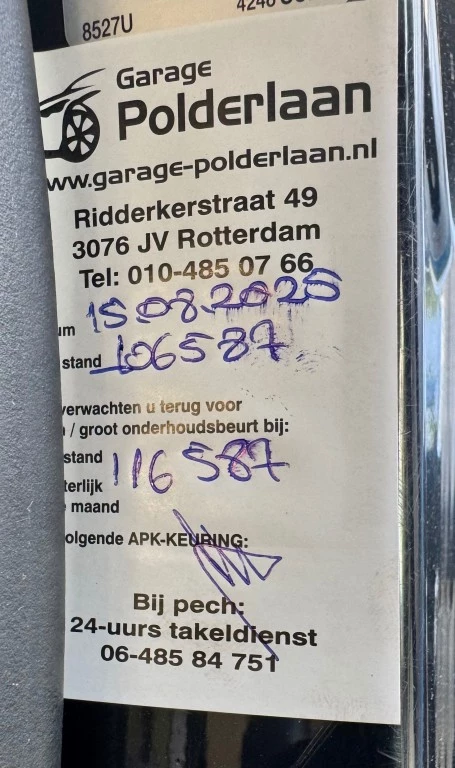 8527U
Garage
Polderlaan
www.garage-polderlaan.nl
Ridderkerstraat 49
3076 JV Rotterdam
Tel: 010-485 07 66
um 15.08.2025
stand 106587
verwachten u terug voor
/ groot onderhoudsbeurt bij:
stand 116587
terlijk
maand
olgende APK-KEURING:
Bij pech:
24-uurs takeldienst
06-485 84 751